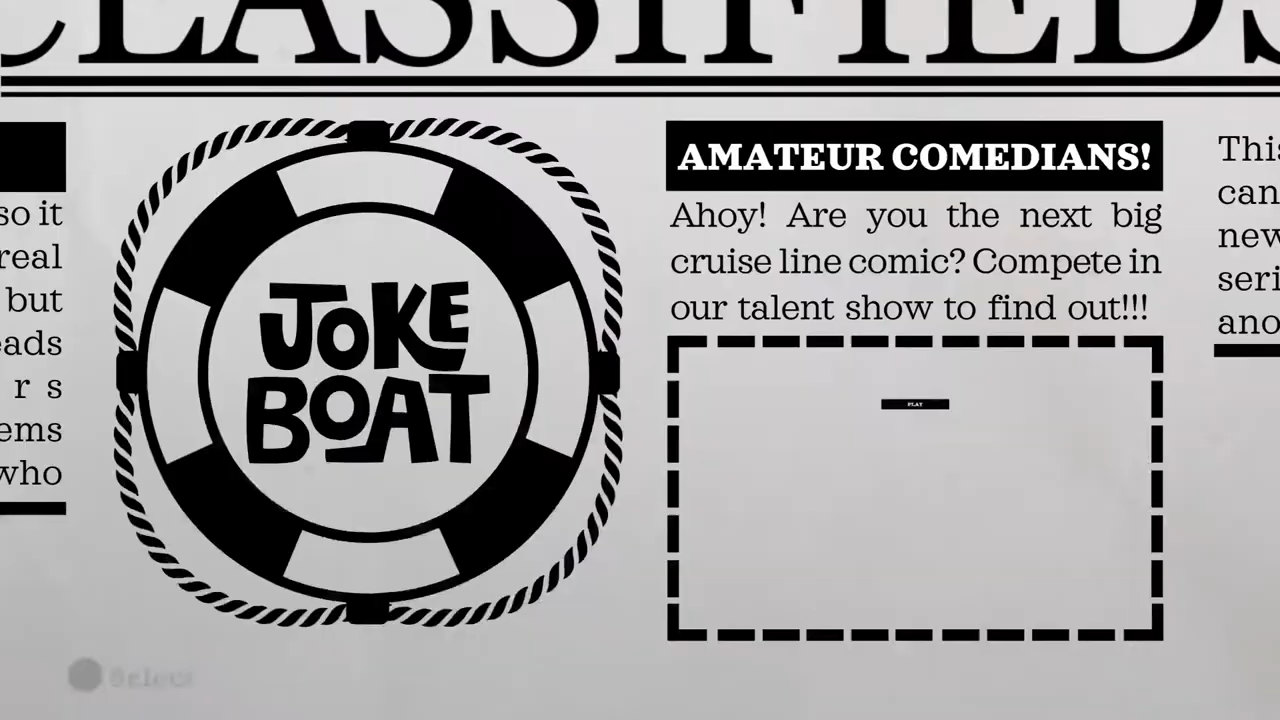 CLASSIFIEDS
so it
real
but
eads
r s
ems
who
JOKE
BOAT
AMATEUR COMEDIANS!
Ahoy! Are you the next big
cruise line comic? Compete in
our talent show to find out!!!
PLAY
This
can
new
seri
ano
Select